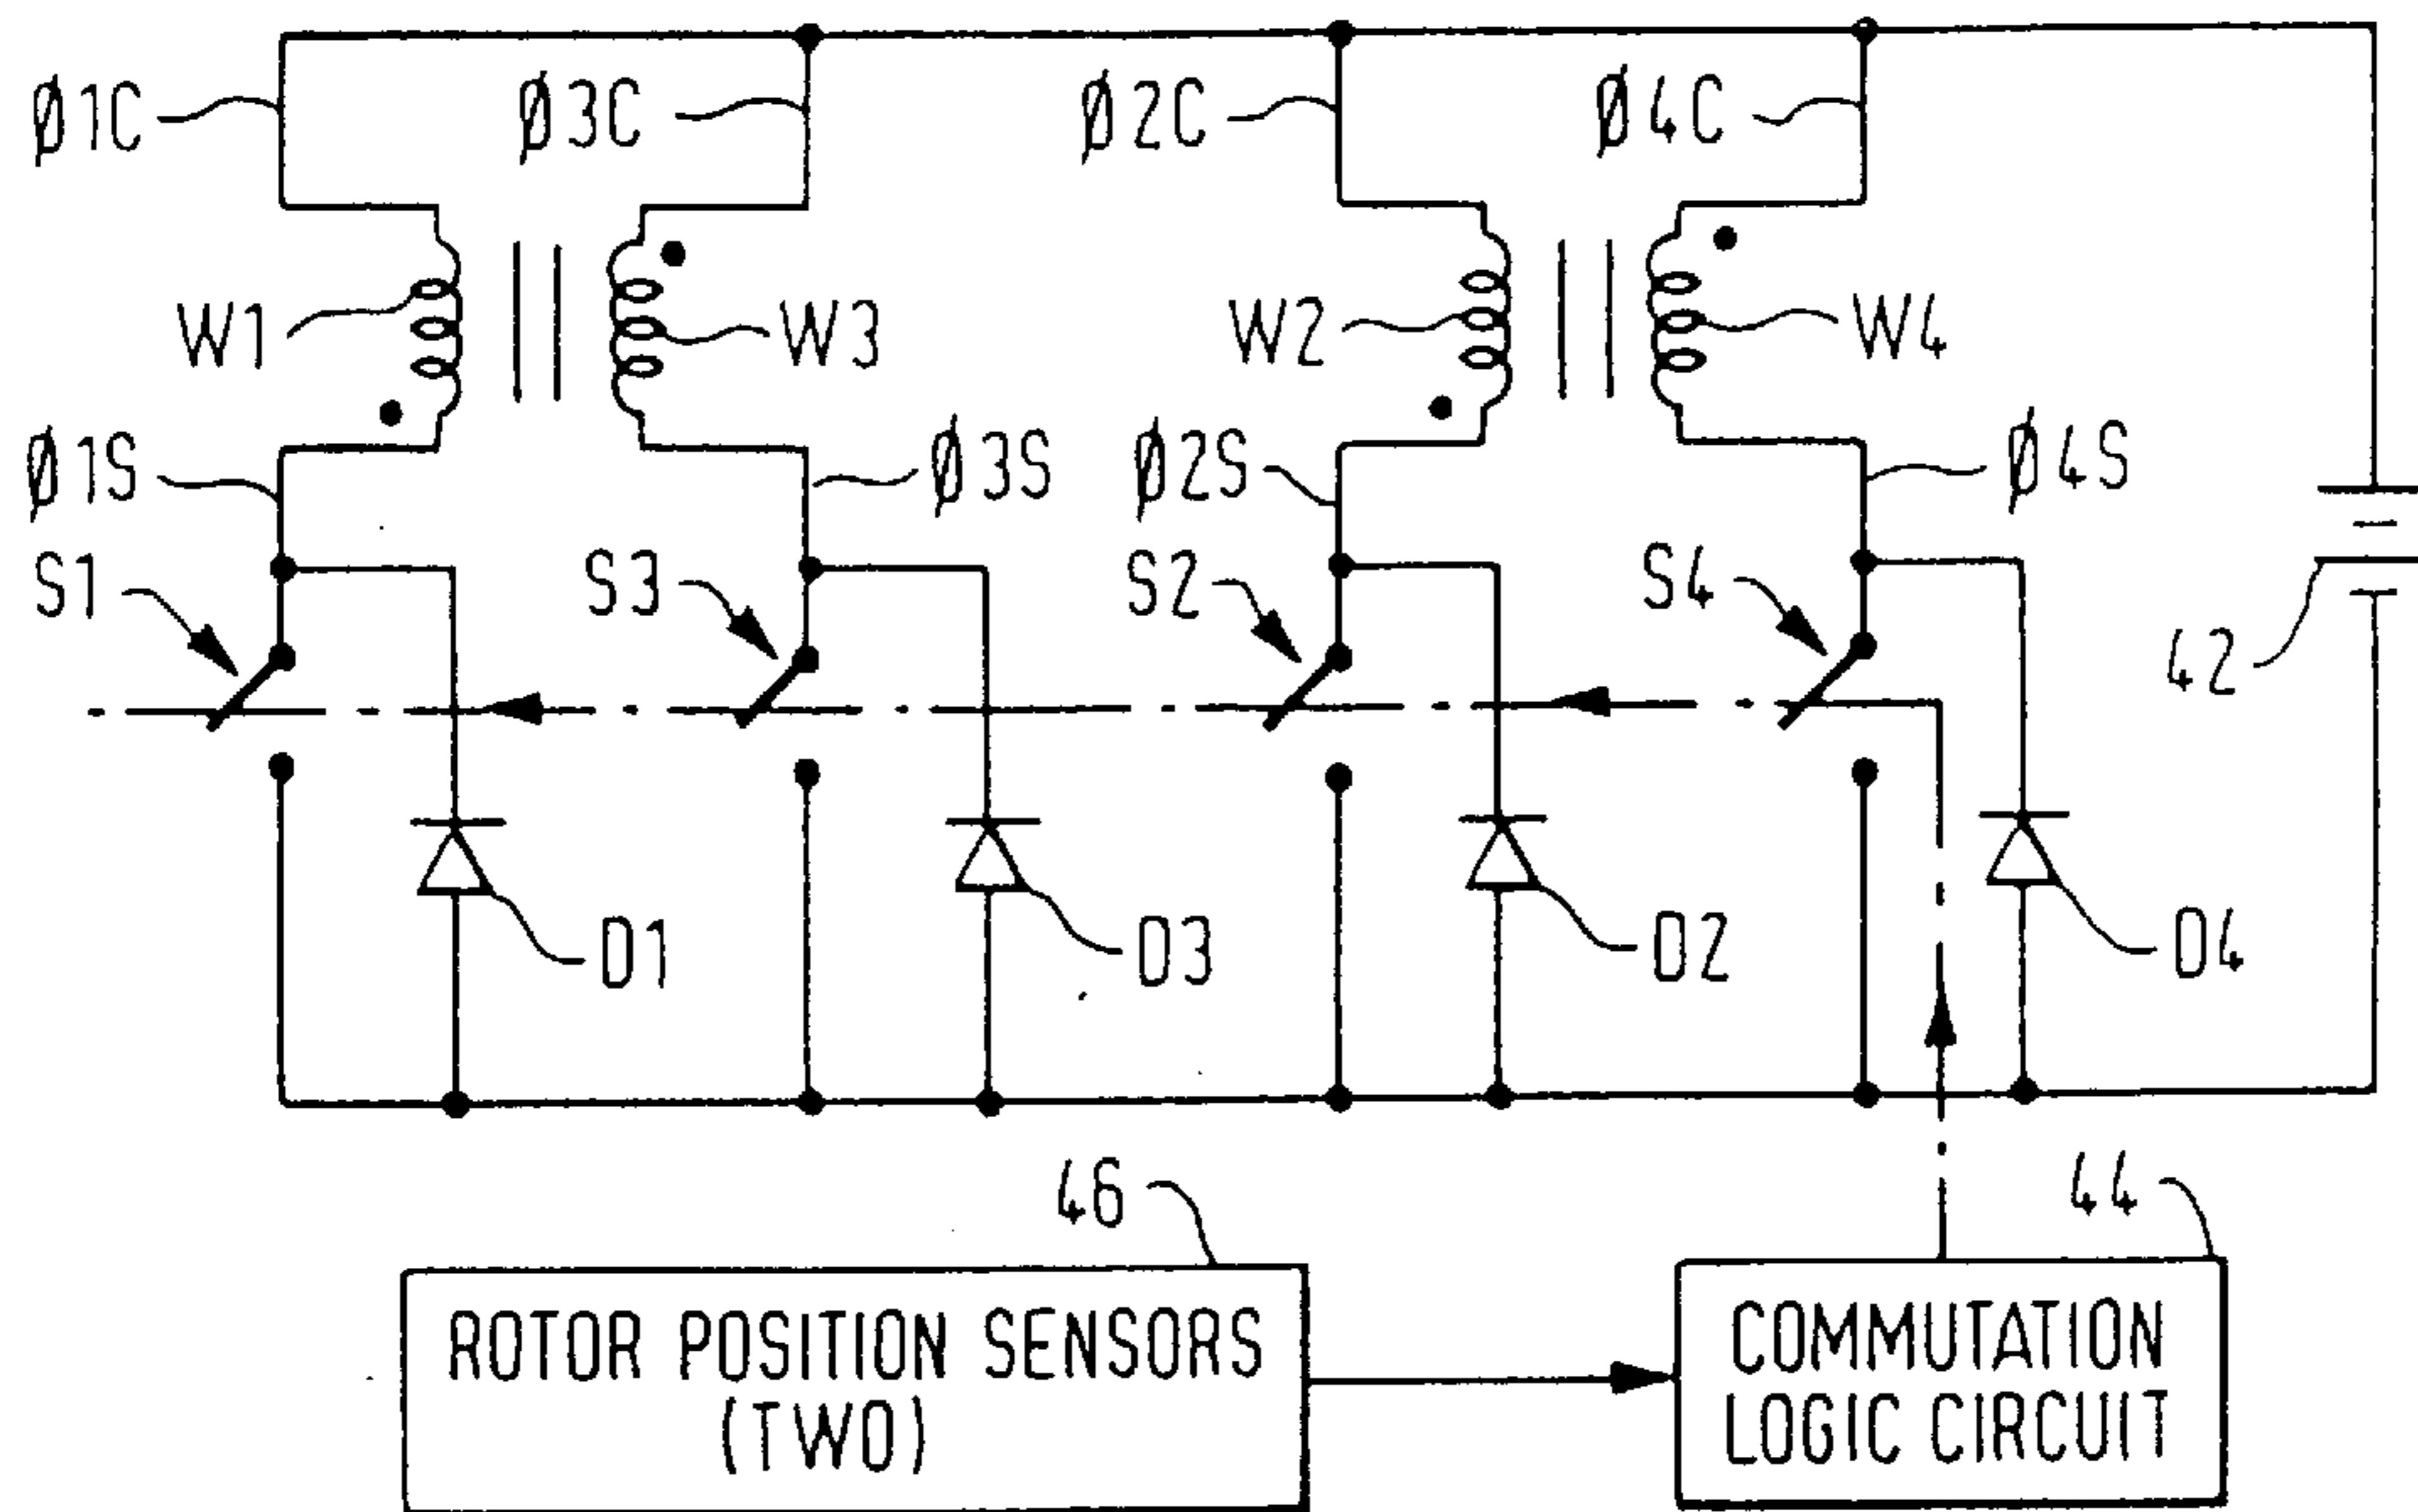 Ø1C
Ø3C
Ø2C
Ø4C
W1
W3
W2
W4
Ø1S
Ø3S
Ø2S
Ø4S
S1
S3
S2
S4
42
D1
D3
D2
D4
46
44
ROTOR POSITION SENSORS
(TWO)
COMMUTATION
LOGIC CIRCUIT